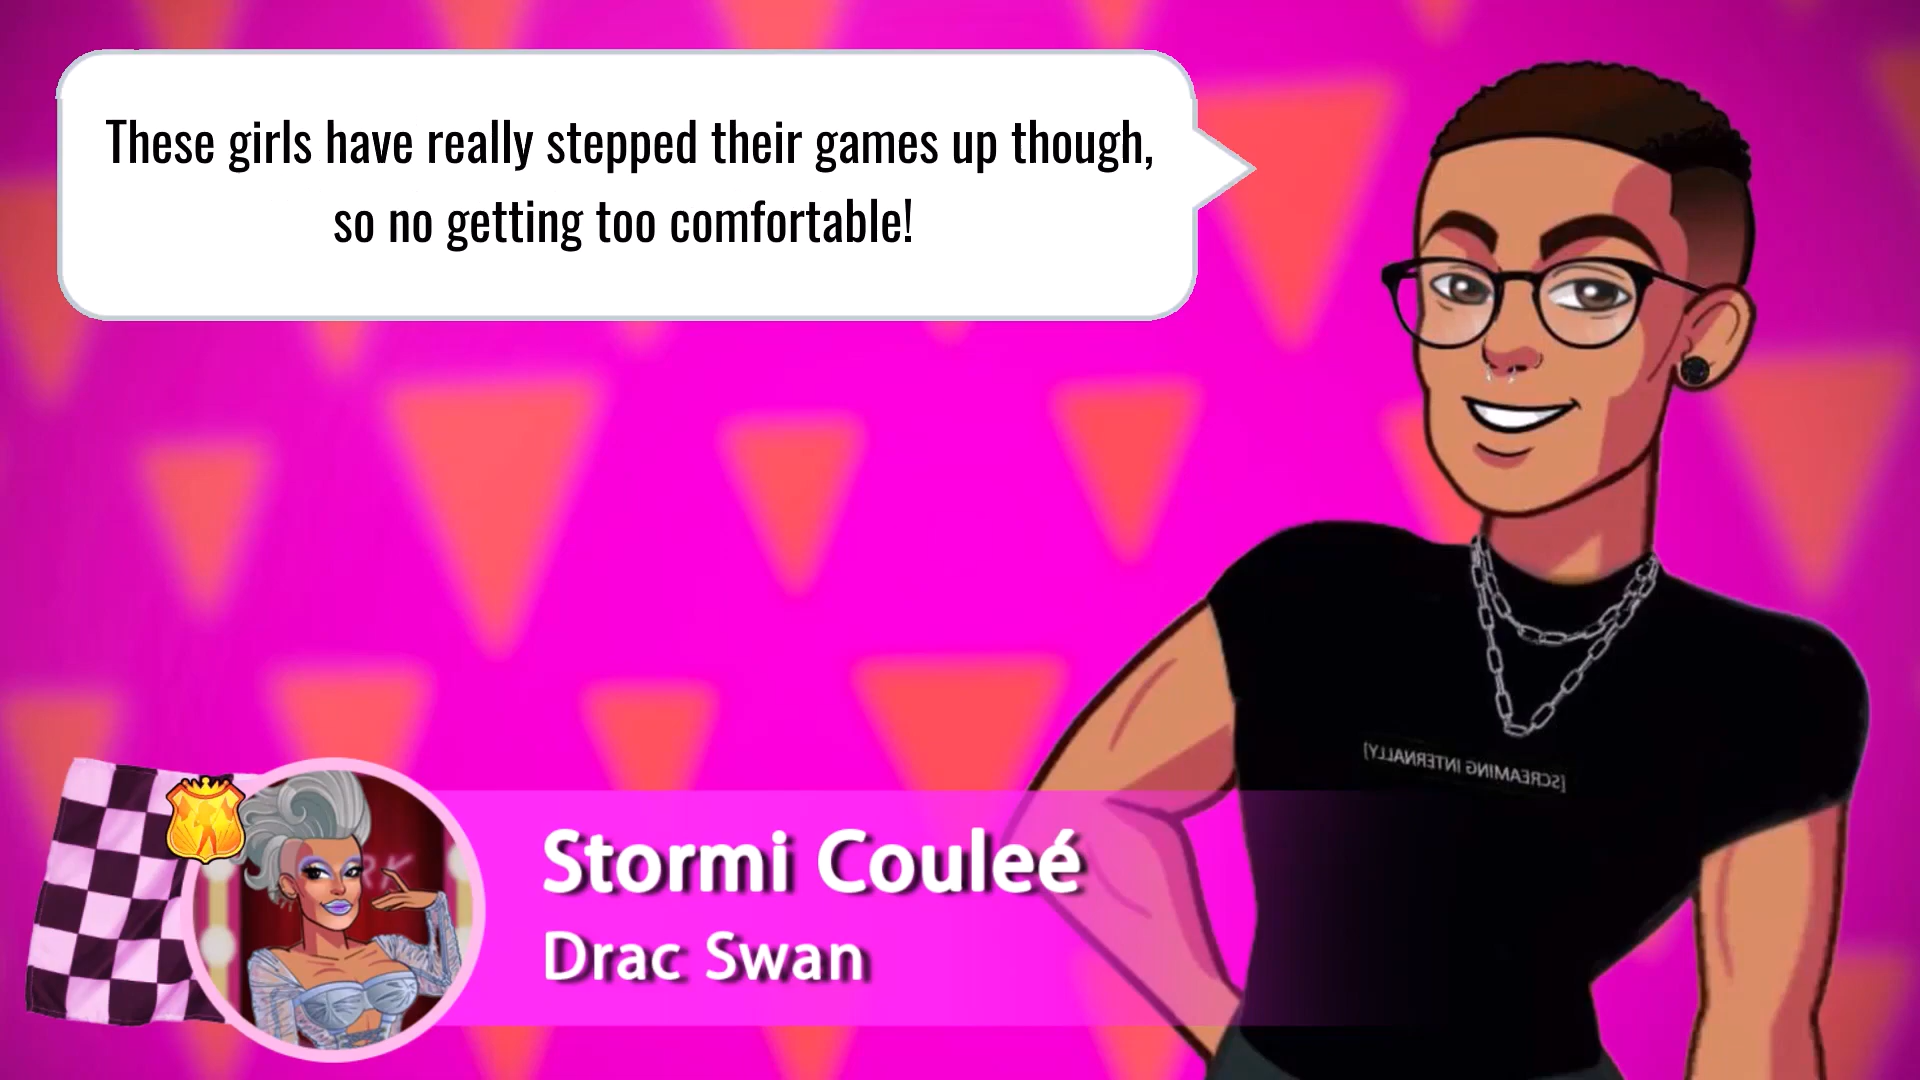 These girls have really stepped their games up though,
so no getting too comfortable!
[SCREAMING INTERNALLY]
Stormi Couleé
Drac Swan